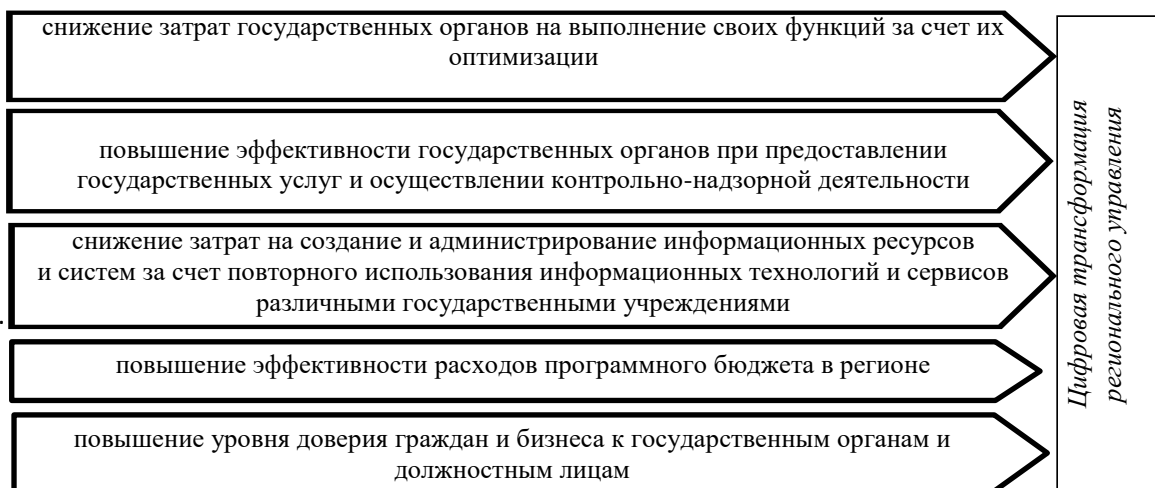 снижение затрат государственных органов на выполнение своих функций за счет их
оптимизации
повышение эффективности государственных органов при предоставлении
государственных услуг и осуществлении контрольно-надзорной деятельности
снижение затрат на создание и администрирование информационных ресурсов
и систем за счет повторного использования информационных технологий и сервисов
различными государственными учреждениями
повышение эффективности расходов программного бюджета в регионе
повышение уровня доверия граждан и бизнеса к государственным органам и
должностным лицам
Цифровая трансформация
регионального управления